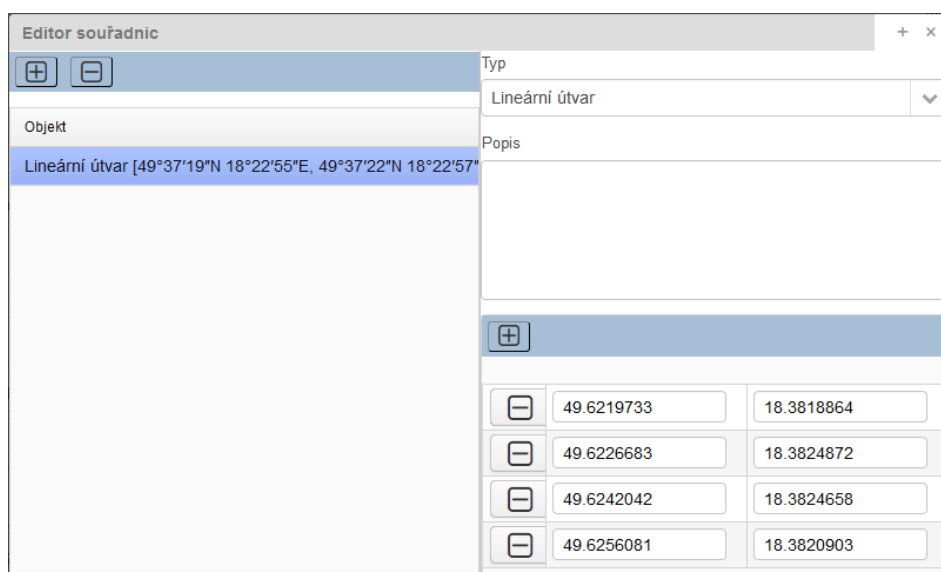 Editor souřadnic
Objekt
Lineární útvar [49°37′19″N 18°22′55″E, 49°37′22″N 18°22′57″
Typ
Lineární útvar
Popis
49.6219733 18.3818864
49.6226683 18.3824872
49.6242042 18.3824658
49.6256081 18.3820903